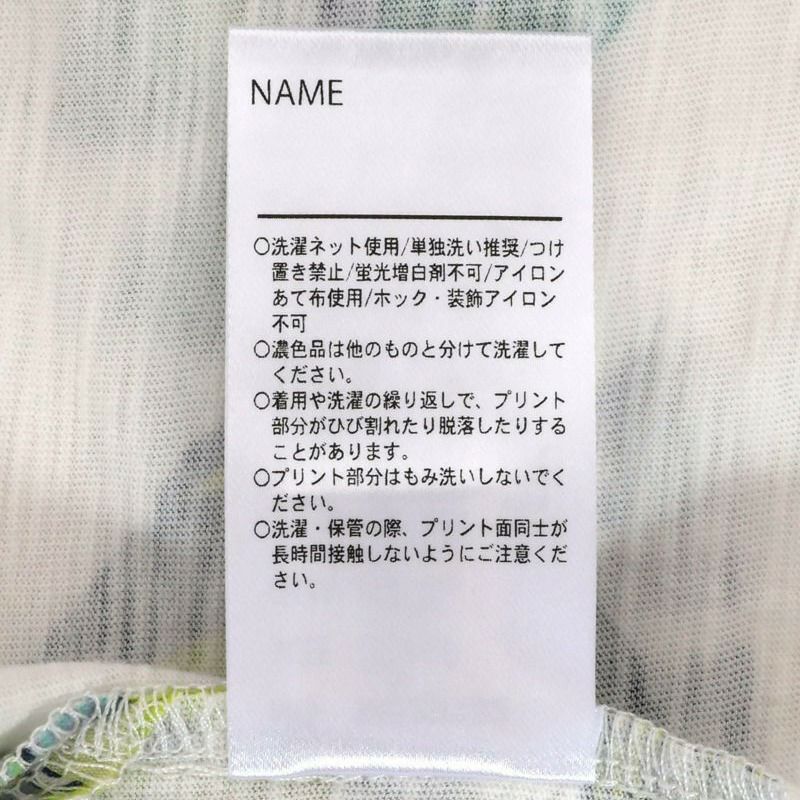 NAME
○洗濯ネット使用/単独洗い推奨/つけ
置き禁止/蛍光増白剤不可/アイロン
あて布使用/ホック・装飾アイロン
不可
○濃色品は他のものと分けて洗濯して
ください。
○着用や洗濯の繰り返しで、プリント
部分がひび割れたり脱落したりする
ことがあります。
○プリント部分はもみ洗いしないでく
ださい。
○洗濯・保管の際、プリント面同士が
長時間接触しないようにご注意くだ
さい。